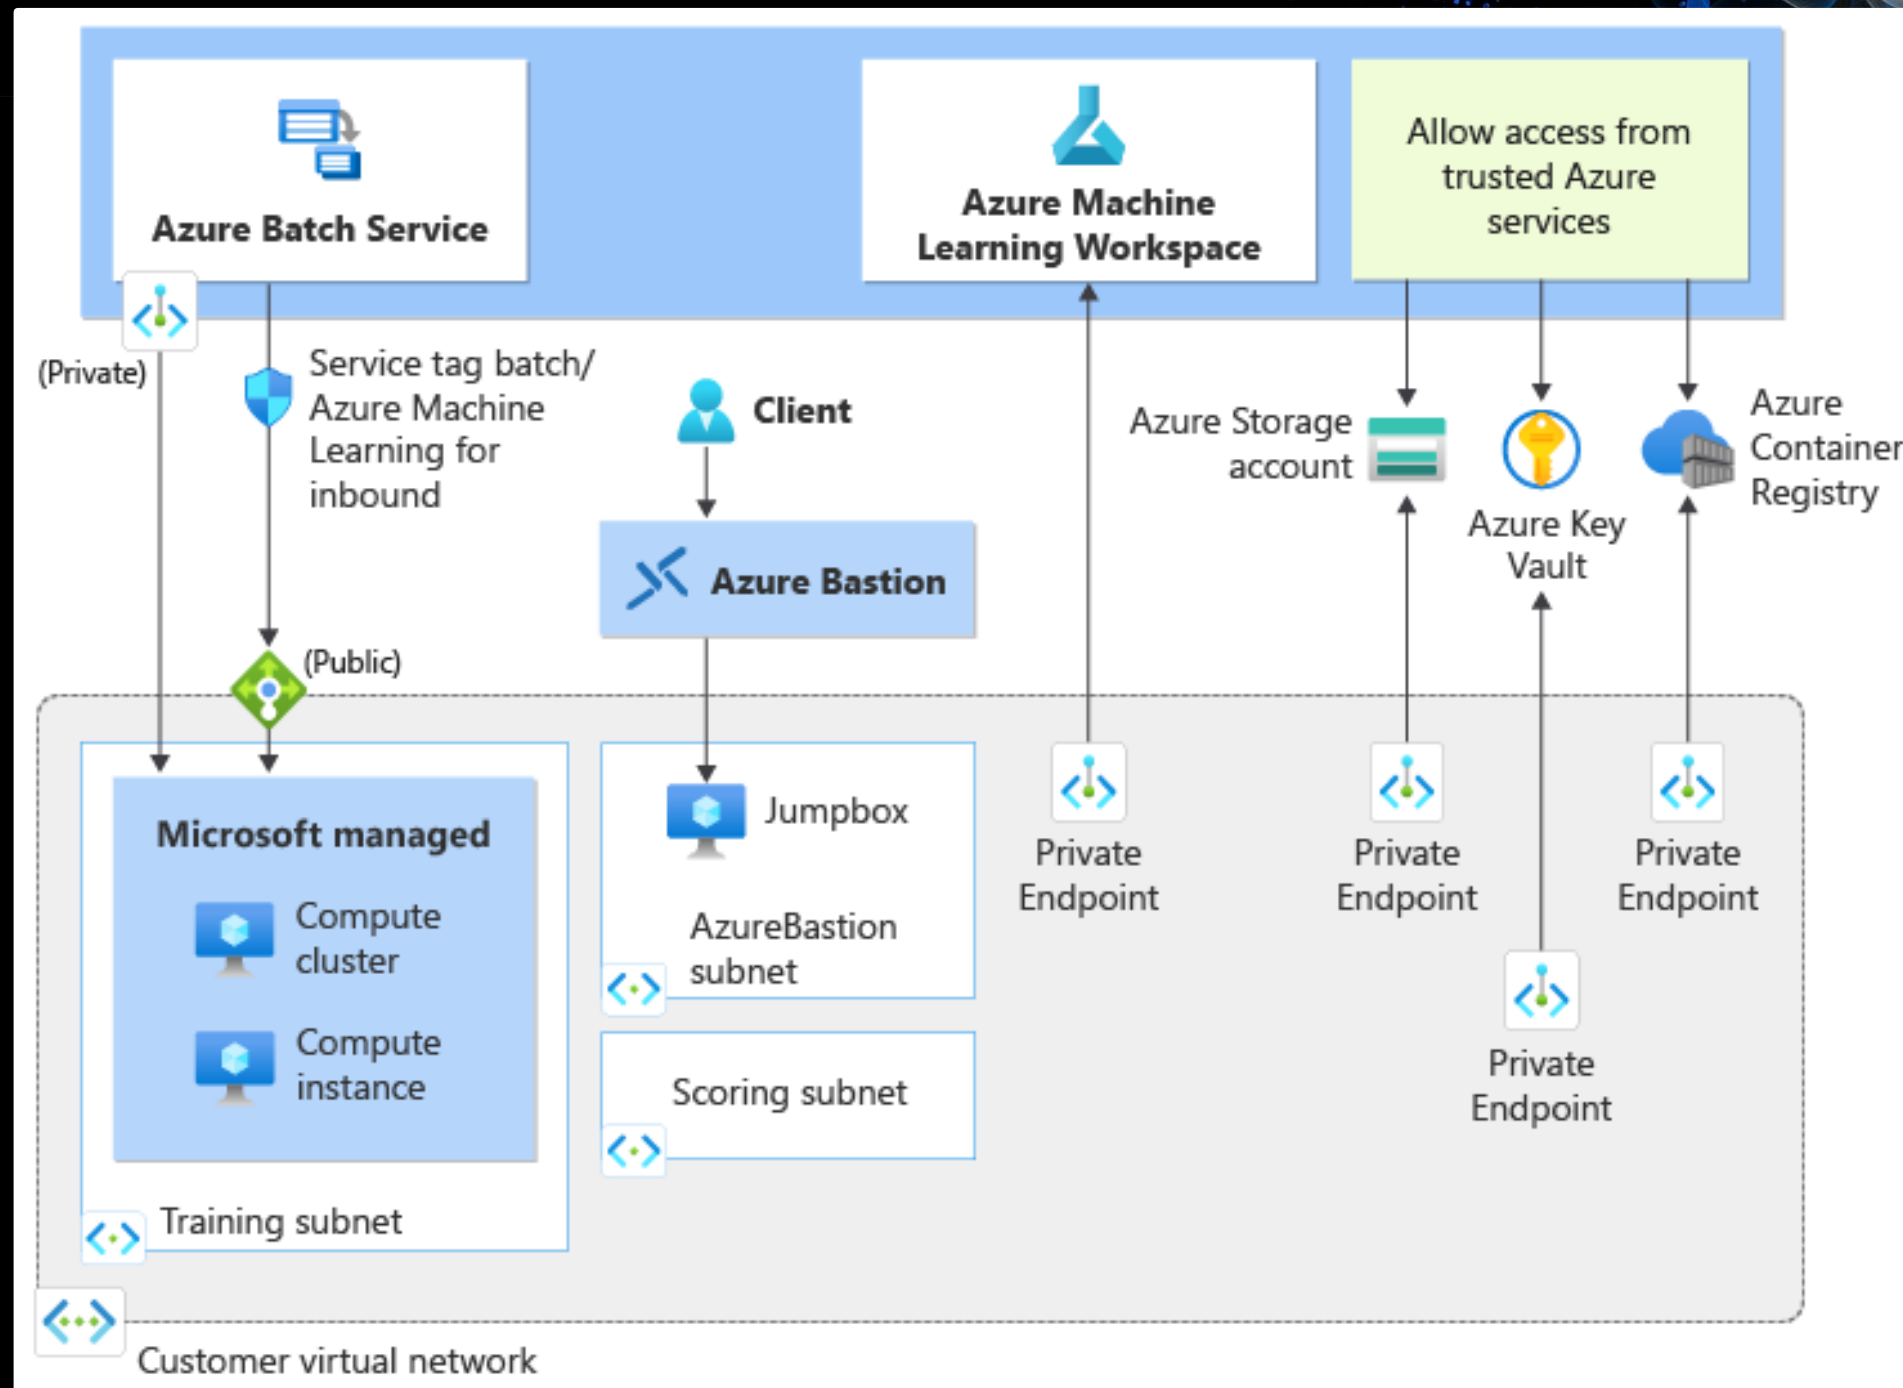 Azure Batch Service
Azure Machine
Learning Workspace
Allow access from
trusted Azure
services
(Private)
Service tag batch/
Azure Machine
Learning for
inbound
Client
Azure Storage
account
Azure Key
Vault
Azure
Container
Registry
Azure Bastion
(Public)
Microsoft managed
Compute
cluster
Compute
instance
Training subnet
Jumpbox
AzureBastion
subnet
Scoring subnet
Private
Endpoint
Private
Endpoint
Private
Endpoint
Private
Endpoint
Customer virtual network